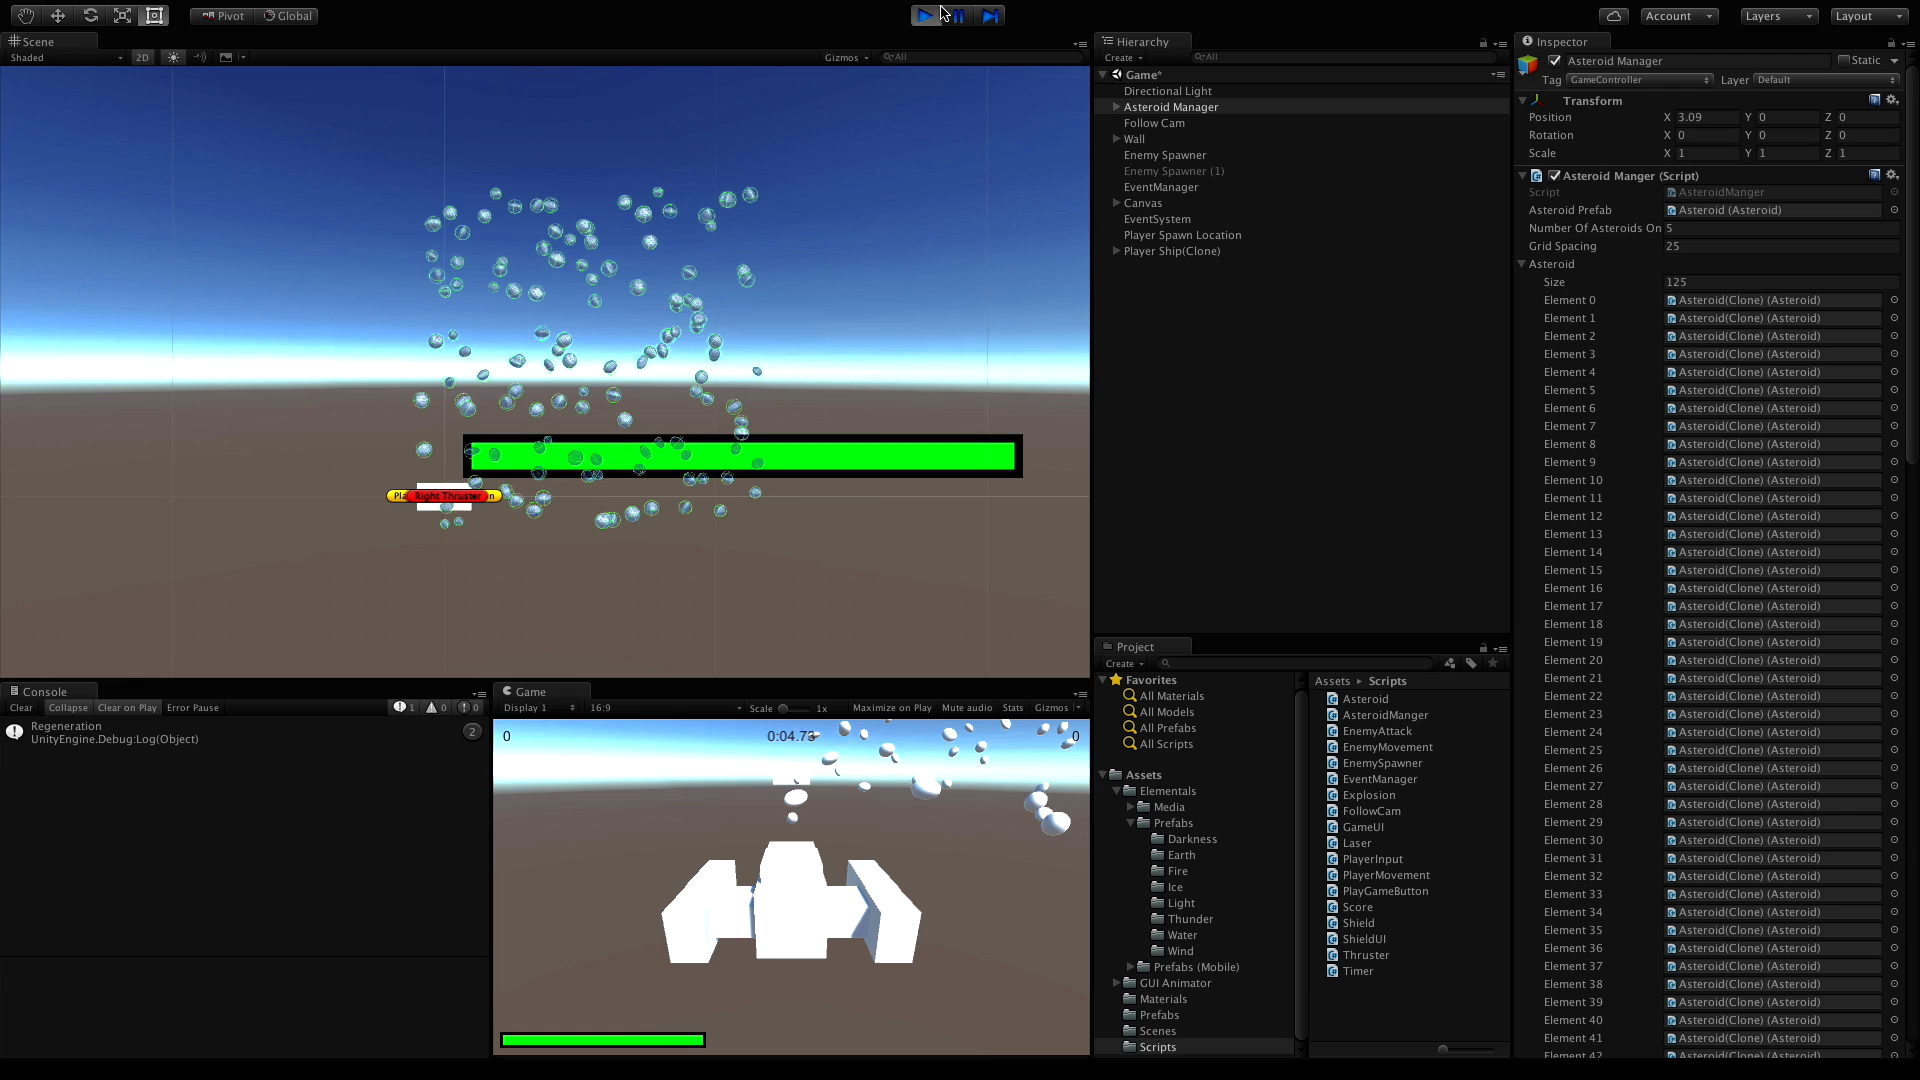 Pivot
Global
Account
Layers
Layout
Scene
Shaded
2D
Gizmos
All
Pla
Right Thruster
n
Console
Clear
Collapse
Clear on Play
Error Pause
1
0
0
Regeneration
UnityEngine.Debug:Log(Object)
2
Game
Display 1
16:9
Scale
1x
Maximize on Play
Mute audio
Stats
Gizmos
0
0:04.73
0
Hierarchy
Create
All
Game*
Directional Light
Asteroid Manager
Follow Cam
Wall
Enemy Spawner
Enemy Spawner (1)
EventManager
Canvas
EventSystem
Player Spawn Location
Player Ship(Clone)
Project
Create
Favorites
All Materials
All Models
All Prefabs
All Scripts
Assets
Elementals
Media
Prefabs
Darkness
Earth
Fire
Ice
Light
Thunder
Water
Wind
Prefabs (Mobile)
GUI Animator
Materials
Prefabs
Scenes
Scripts
Assets ▸ Scripts
Asteroid
AsteroidManger
EnemyAttack
EnemyMovement
EnemySpawner
EventManager
Explosion
FollowCam
GameUI
Laser
PlayerInput
PlayerMovement
PlayGameButton
Score
Shield
ShieldUI
Thruster
Timer
Inspector
Asteroid Manager
Static
Tag GameController Layer Default
Transform
Position X 3.09 Y 0 Z 0
Rotation X 0 Y 0 Z 0
Scale X 1 Y 1 Z 1
Asteroid Manger (Script)
Script AsteroidManger
Asteroid Prefab Asteroid (Asteroid)
Number Of Asteroids On 5
Grid Spacing 25
Asteroid
Size 125
Element 0 Asteroid(Clone) (Asteroid)
Element 1 Asteroid(Clone) (Asteroid)
Element 2 Asteroid(Clone) (Asteroid)
Element 3 Asteroid(Clone) (Asteroid)
Element 4 Asteroid(Clone) (Asteroid)
Element 5 Asteroid(Clone) (Asteroid)
Element 6 Asteroid(Clone) (Asteroid)
Element 7 Asteroid(Clone) (Asteroid)
Element 8 Asteroid(Clone) (Asteroid)
Element 9 Asteroid(Clone) (Asteroid)
Element 10 Asteroid(Clone) (Asteroid)
Element 11 Asteroid(Clone) (Asteroid)
Element 12 Asteroid(Clone) (Asteroid)
Element 13 Asteroid(Clone) (Asteroid)
Element 14 Asteroid(Clone) (Asteroid)
Element 15 Asteroid(Clone) (Asteroid)
Element 16 Asteroid(Clone) (Asteroid)
Element 17 Asteroid(Clone) (Asteroid)
Element 18 Asteroid(Clone) (Asteroid)
Element 19 Asteroid(Clone) (Asteroid)
Element 20 Asteroid(Clone) (Asteroid)
Element 21 Asteroid(Clone) (Asteroid)
Element 22 Asteroid(Clone) (Asteroid)
Element 23 Asteroid(Clone) (Asteroid)
Element 24 Asteroid(Clone) (Asteroid)
Element 25 Asteroid(Clone) (Asteroid)
Element 26 Asteroid(Clone) (Asteroid)
Element 27 Asteroid(Clone) (Asteroid)
Element 28 Asteroid(Clone) (Asteroid)
Element 29 Asteroid(Clone) (Asteroid)
Element 30 Asteroid(Clone) (Asteroid)
Element 31 Asteroid(Clone) (Asteroid)
Element 32 Asteroid(Clone) (Asteroid)
Element 33 Asteroid(Clone) (Asteroid)
Element 34 Asteroid(Clone) (Asteroid)
Element 35 Asteroid(Clone) (Asteroid)
Element 36 Asteroid(Clone) (Asteroid)
Element 37 Asteroid(Clone) (Asteroid)
Element 38 Asteroid(Clone) (Asteroid)
Element 39 Asteroid(Clone) (Asteroid)
Element 40 Asteroid(Clone) (Asteroid)
Element 41 Asteroid(Clone) (Asteroid)
Element 42 Asteroid(Clone) (Asteroid)